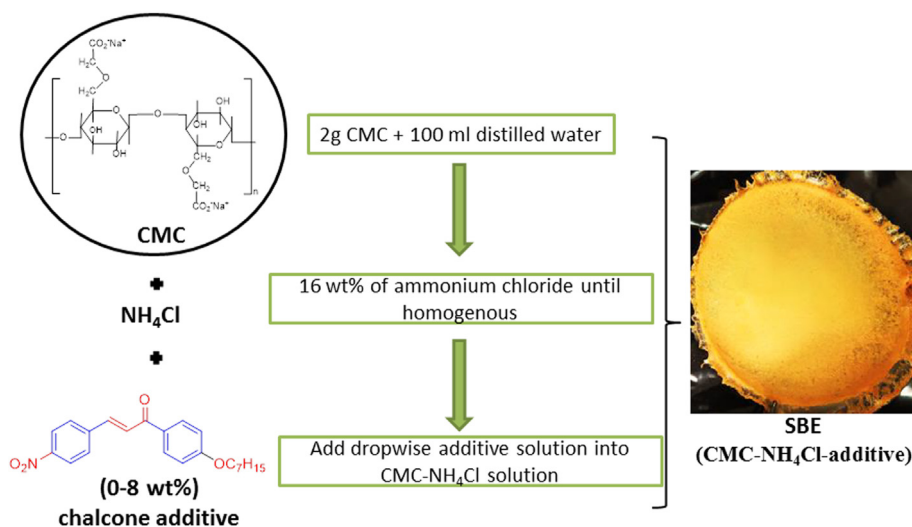 CO₂⁻Na⁺
H₂C
O
H₂C
O
O
OH
O
OH
OH
O
OH
O
CH₂
O
CH₂
n
CO₂⁻Na⁺
CMC
+
NH₄Cl
+
O
O₂N
OC₇H₁₅
(0-8 wt%)
chalcone additive
2g CMC + 100 ml distilled water
16 wt% of ammonium chloride until
homogenous
Add dropwise additive solution into
CMC-NH₄Cl solution
SBE
(CMC-NH₄Cl-additive)